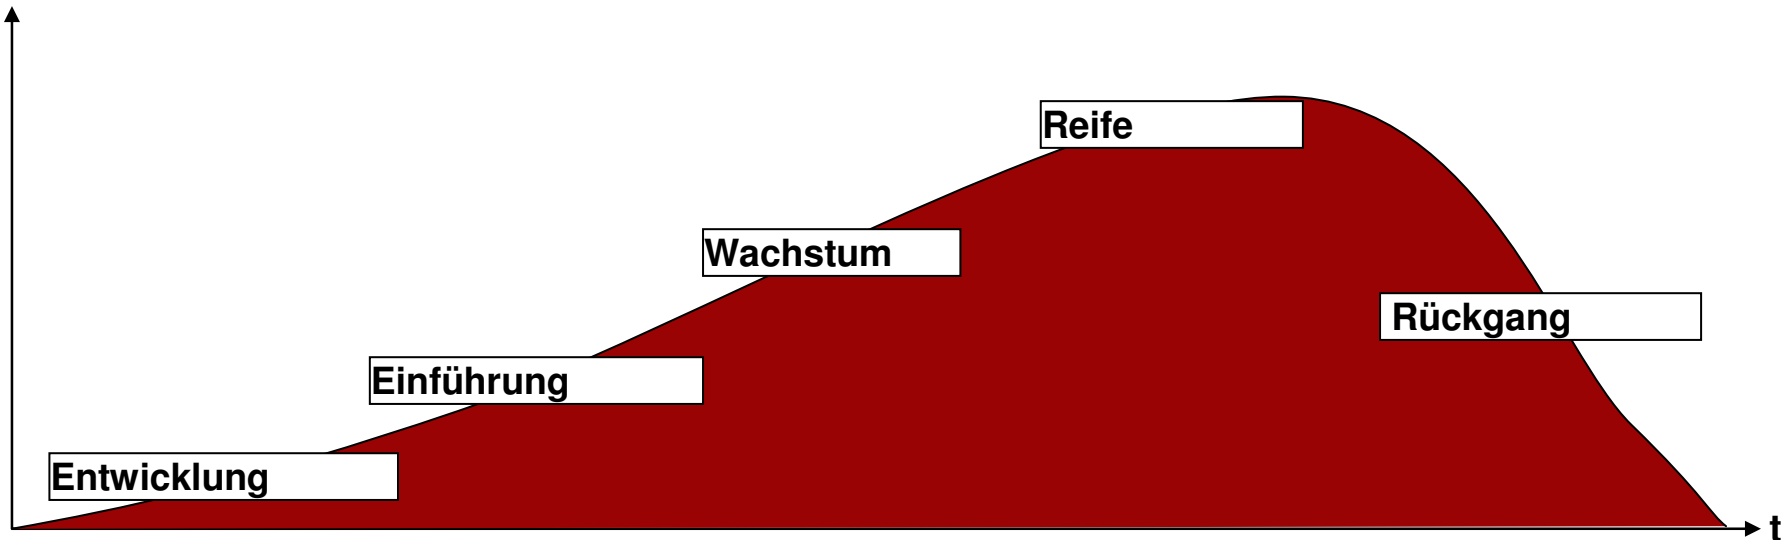 Reife
Wachstum
Rückgang
Einführung
Entwicklung
t